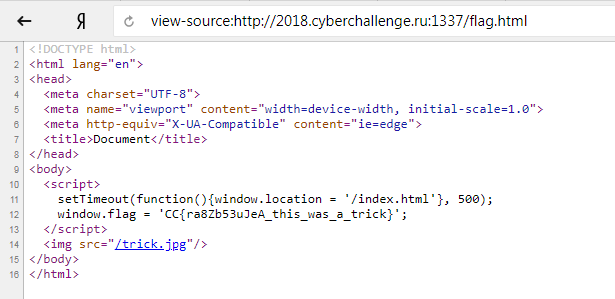 Я view-source:http://2018.cyberchallenge.ru:1337/flag.html
1 <!DOCTYPE html>
2 <html lang="en">
3 <head>
4 <meta charset="UTF-8">
5 <meta name="viewport" content="width=device-width, initial-scale=1.0">
6 <meta http-equiv="X-UA-Compatible" content="ie=edge">
7 <title>Document</title>
8 </head>
9 <body>
10 <script>
11 setTimeout(function(){window.location = '/index.html'}, 500);
12 window.flag = 'CC{ra8Zb53uJeA_this_was_a_trick}';
13 </script>
14 <img src="/trick.jpg"/>
15 </body>
16 </html>